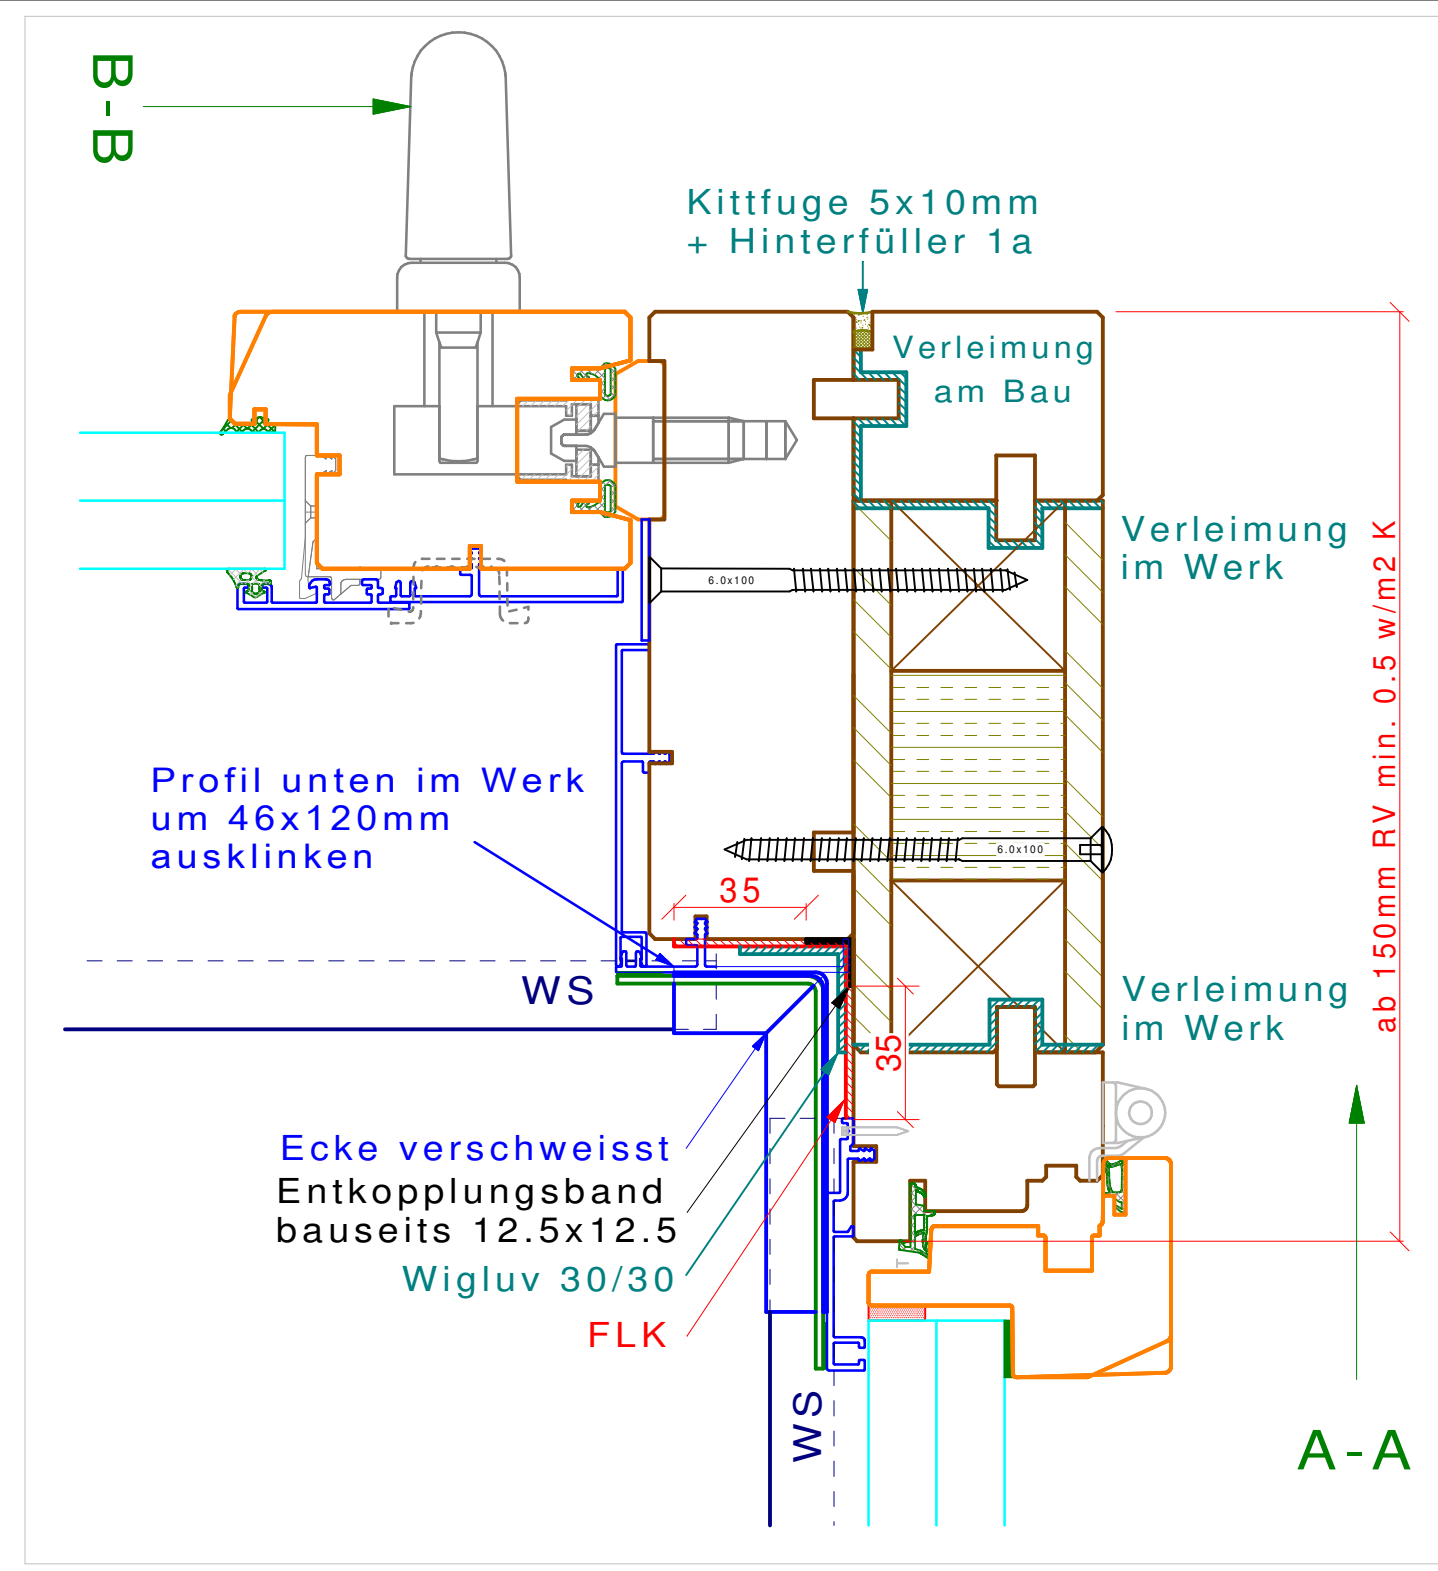 B-B
Kittfuge 5x10mm
+ Hinterfüller 1a
Verleimung
am Bau
Verleimung
im Werk
6.0x100
ab 150mm RV min. 0.5 w/m2 K
Profil unten im Werk
um 46x120mm
ausklinken
6.0x100
35
WS
Verleimung
im Werk
35
Ecke verschweisst
Entkopplungsband
bauseits 12.5x12.5
Wigluv 30/30
FLK
WS
A-A